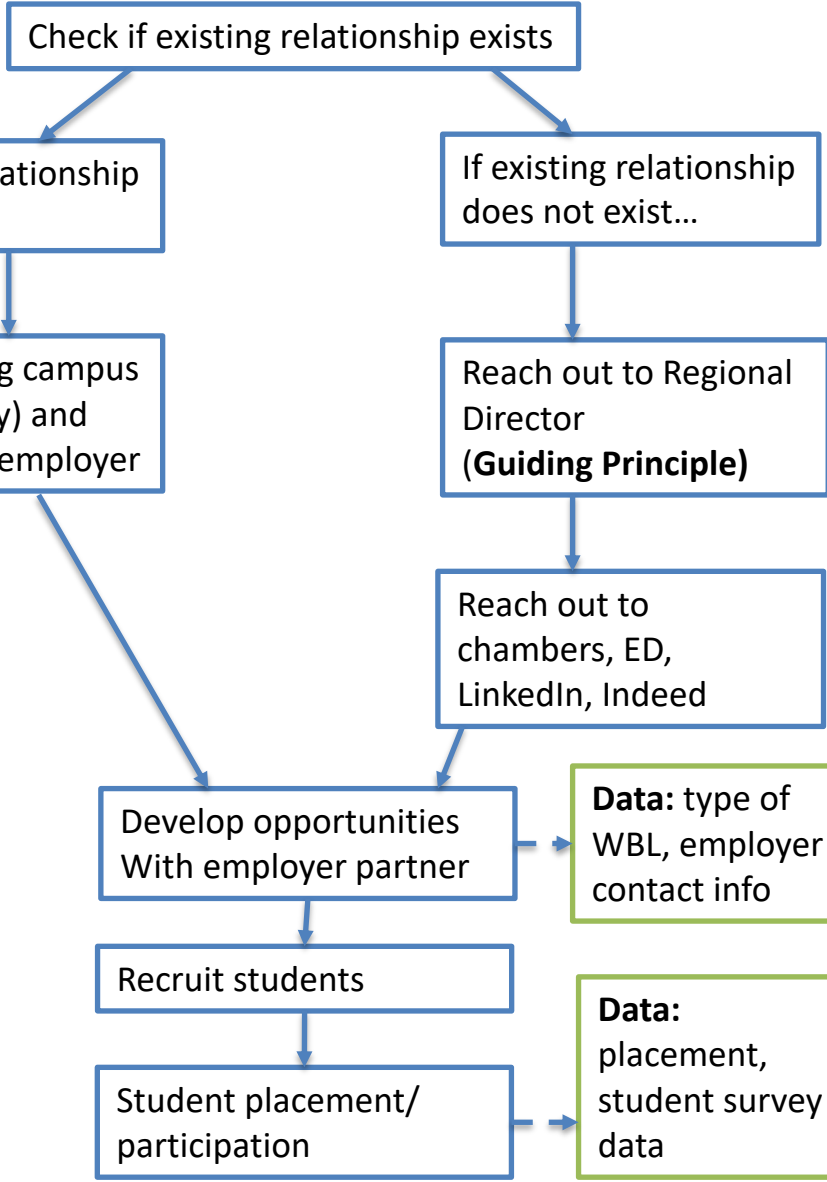 Check if existing relationship exists
ationship
If existing relationship
does not exist...
g campus
y) and
employer
Reach out to Regional
Director
(Guiding Principle)
Reach out to
chambers, ED,
LinkedIn, Indeed
Develop opportunities
With employer partner
Data: type of
WBL, employer
contact info
Recruit students
Student placement/
participation
Data:
placement,
student survey
data